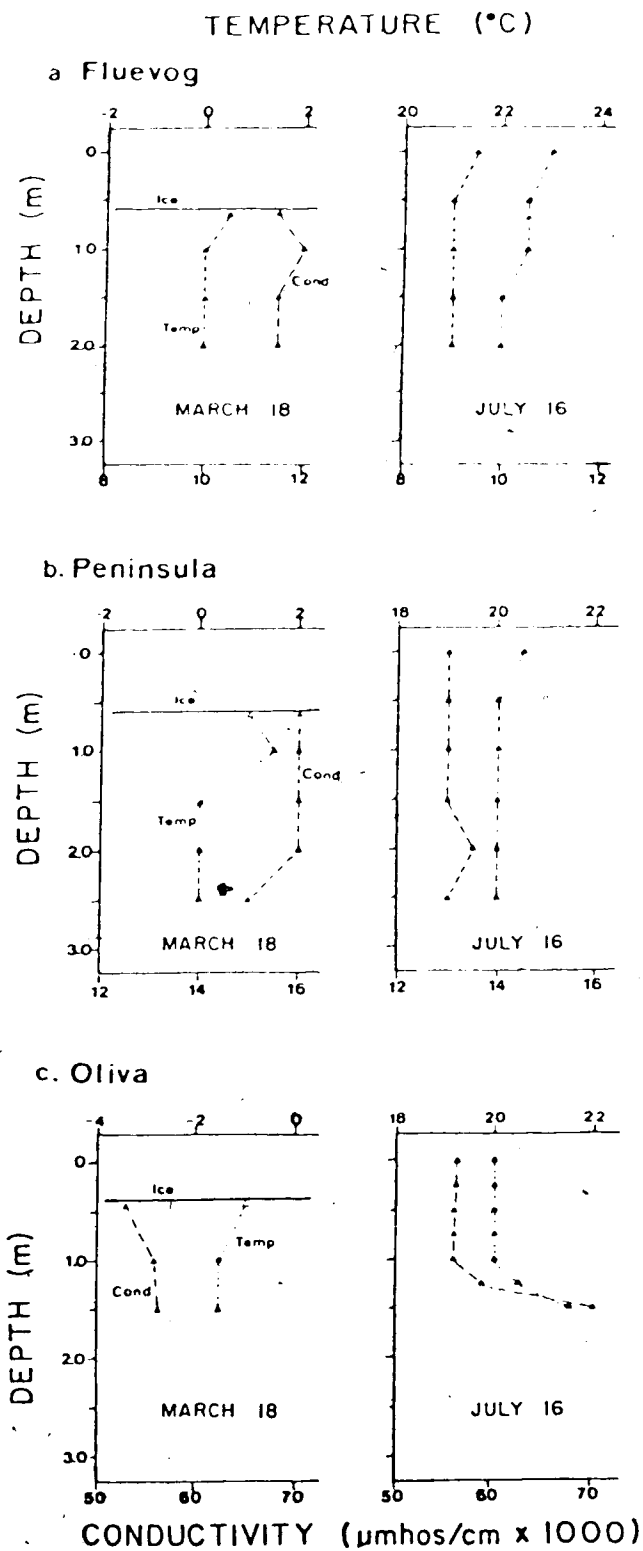 TEMPERATURE (°C)
a Fluevog
-2 0 2 20 22 24
DEPTH (m)
0
1.0
2.0
3.0
Ice
Cond
Temp
MARCH 18 JULY 16
8 10 12 8 10 12
b. Peninsula
-2 0 2 18 20 22
DEPTH (m)
.0
1.0
2.0
3.0
Ice
Cond
Temp
MARCH 18 JULY 16
12 14 16 12 14 16
c. Oliva
-4 -2 0 18 20 22
DEPTH (m)
0
1.0
2.0
3.0
Ice
Temp
Cond
MARCH 18 JULY 16
50 60 70 50 60 70
CONDUCTIVITY (µmhos/cm x 1000)